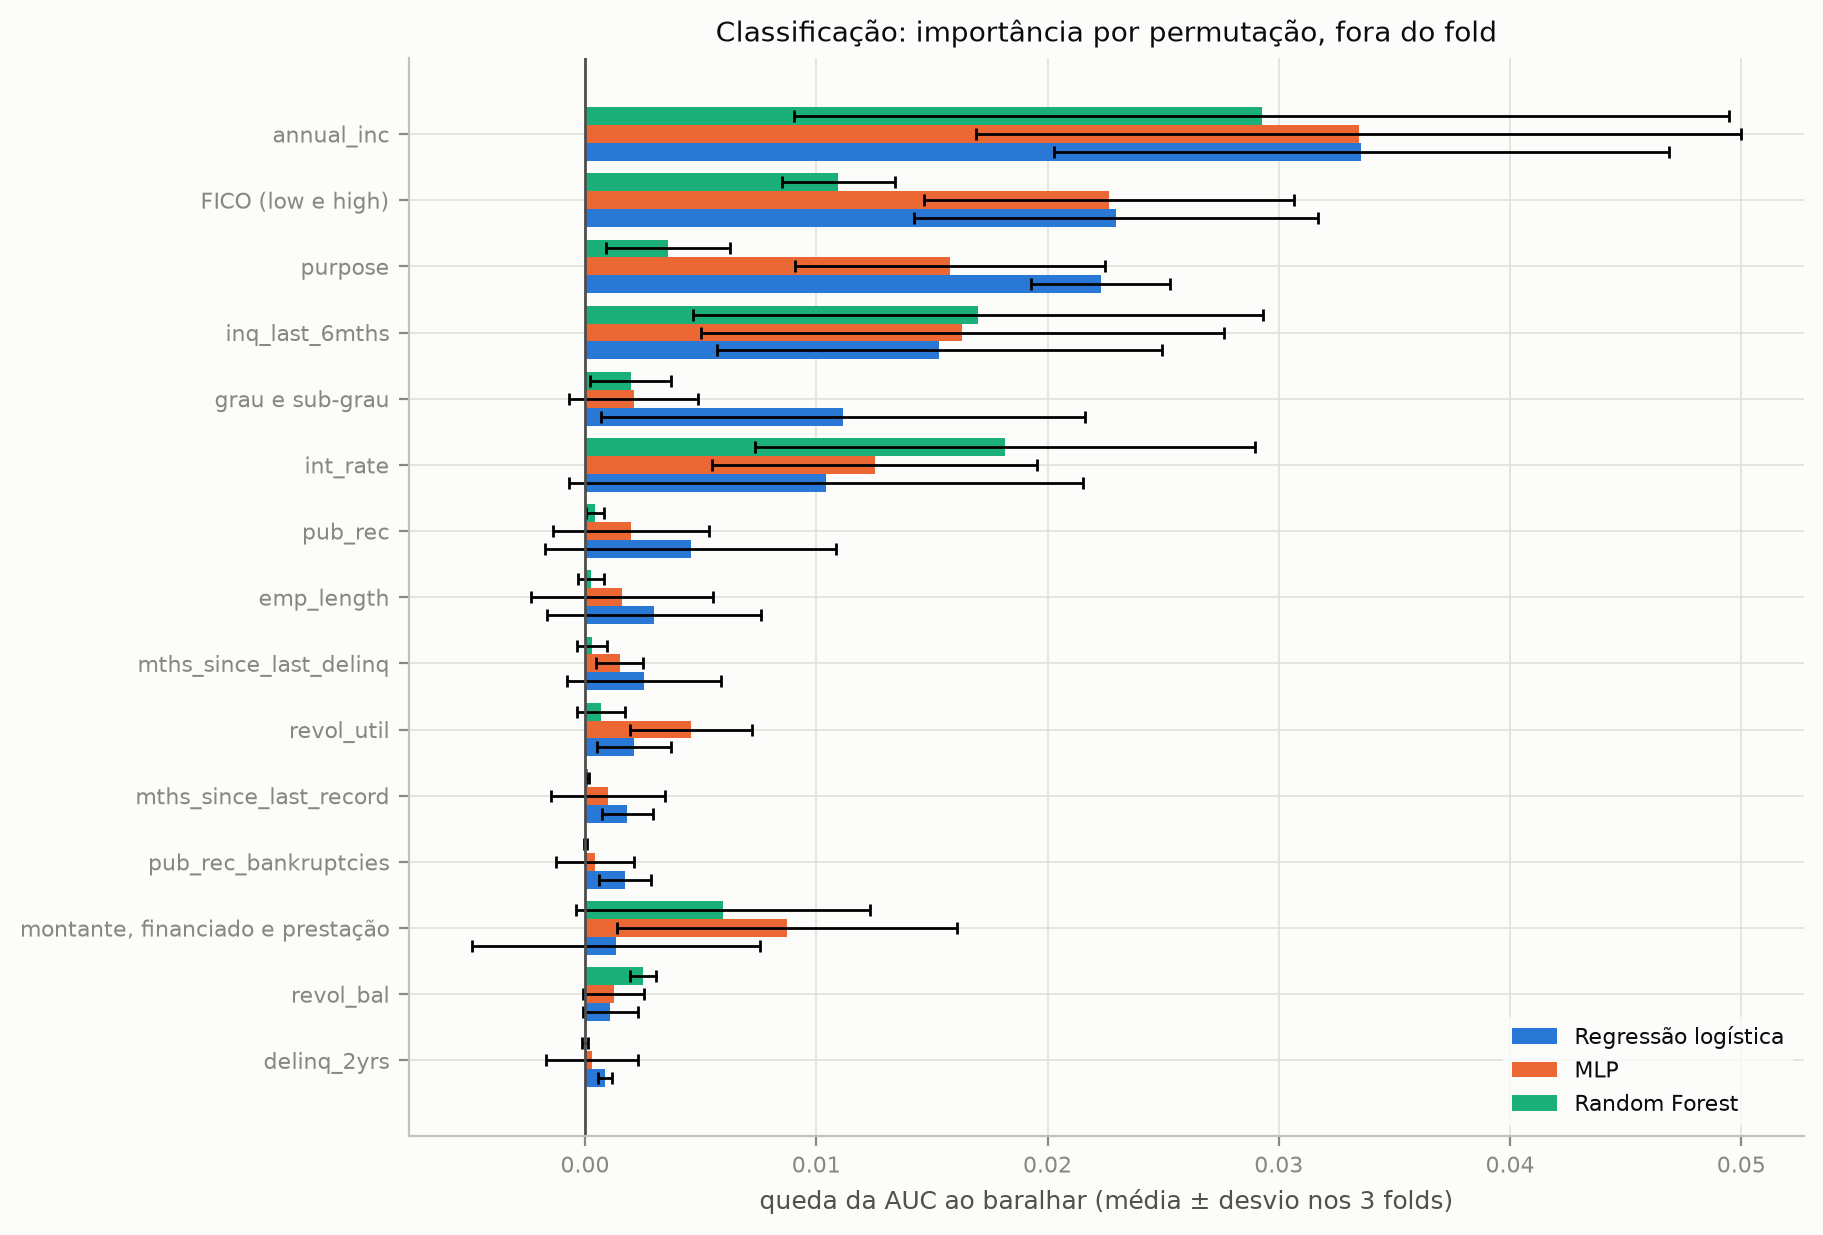 Classificação: importância por permutação, fora do fold
annual_inc
FICO (low e high)
purpose
inq_last_6mths
grau e sub-grau
int_rate
pub_rec
emp_length
mths_since_last_delinq
revol_util
mths_since_last_record
pub_rec_bankruptcies
montante, financiado e prestação
revol_bal
delinq_2yrs
Regressão logística
MLP
Random Forest
0.00 0.01 0.02 0.03 0.04 0.05
queda da AUC ao baralhar (média ± desvio nos 3 folds)